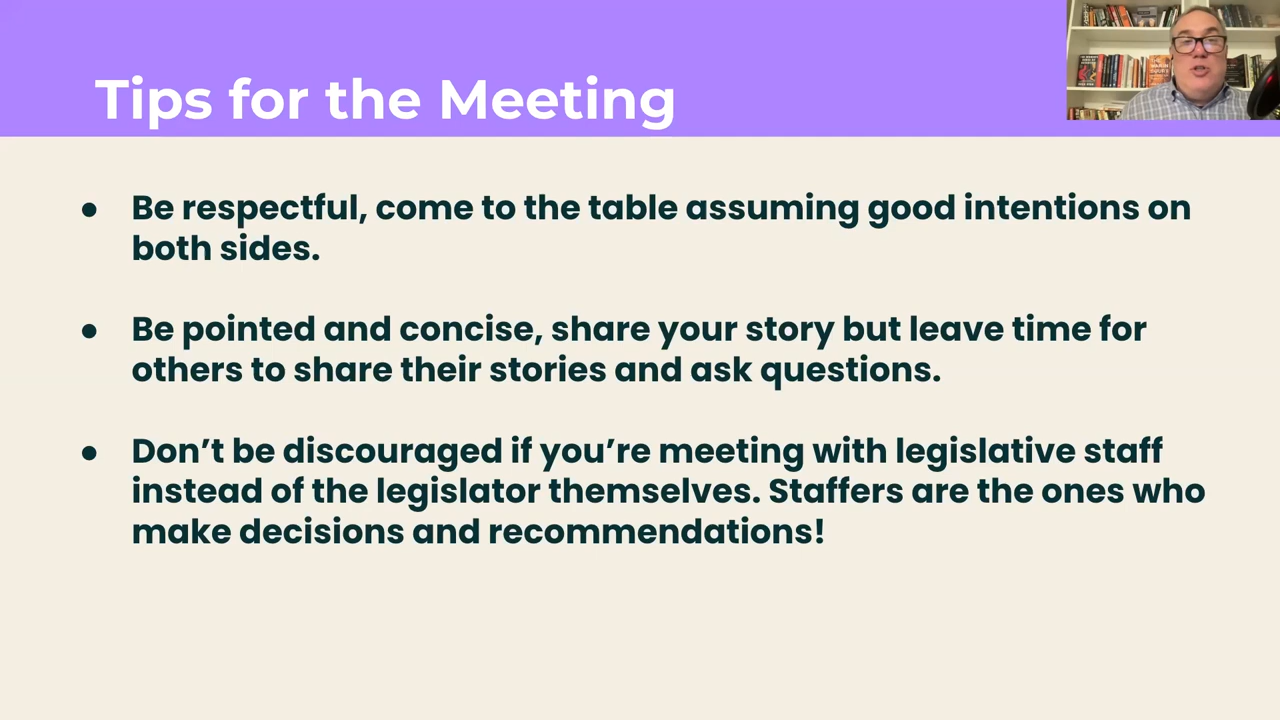 Tips for the Meeting
● Be respectful, come to the table assuming good intentions on
both sides.
● Be pointed and concise, share your story but leave time for
others to share their stories and ask questions.
● Don’t be discouraged if you’re meeting with legislative staff
instead of the legislator themselves. Staffers are the ones who
make decisions and recommendations!